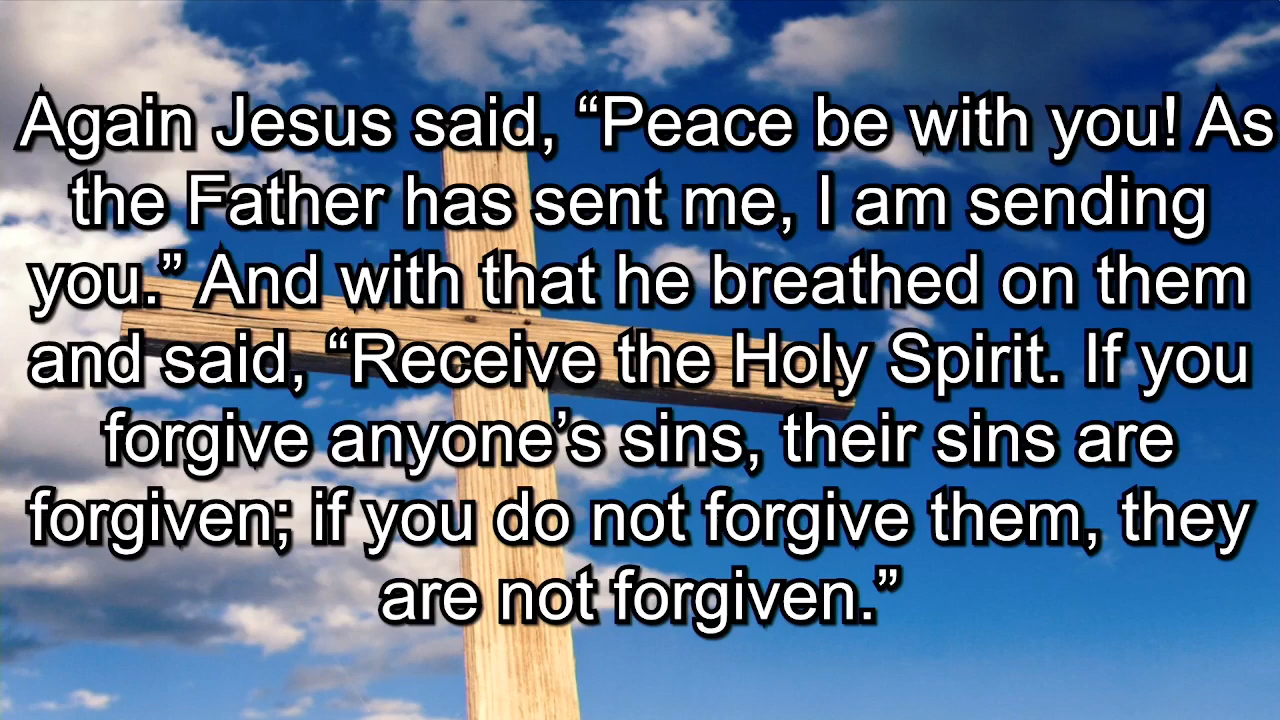 Again Jesus said, “Peace be with you! As
the Father has sent me, I am sending
you.” And with that he breathed on them
and said, “Receive the Holy Spirit. If you
forgive anyone’s sins, their sins are
forgiven; if you do not forgive them, they
are not forgiven.”